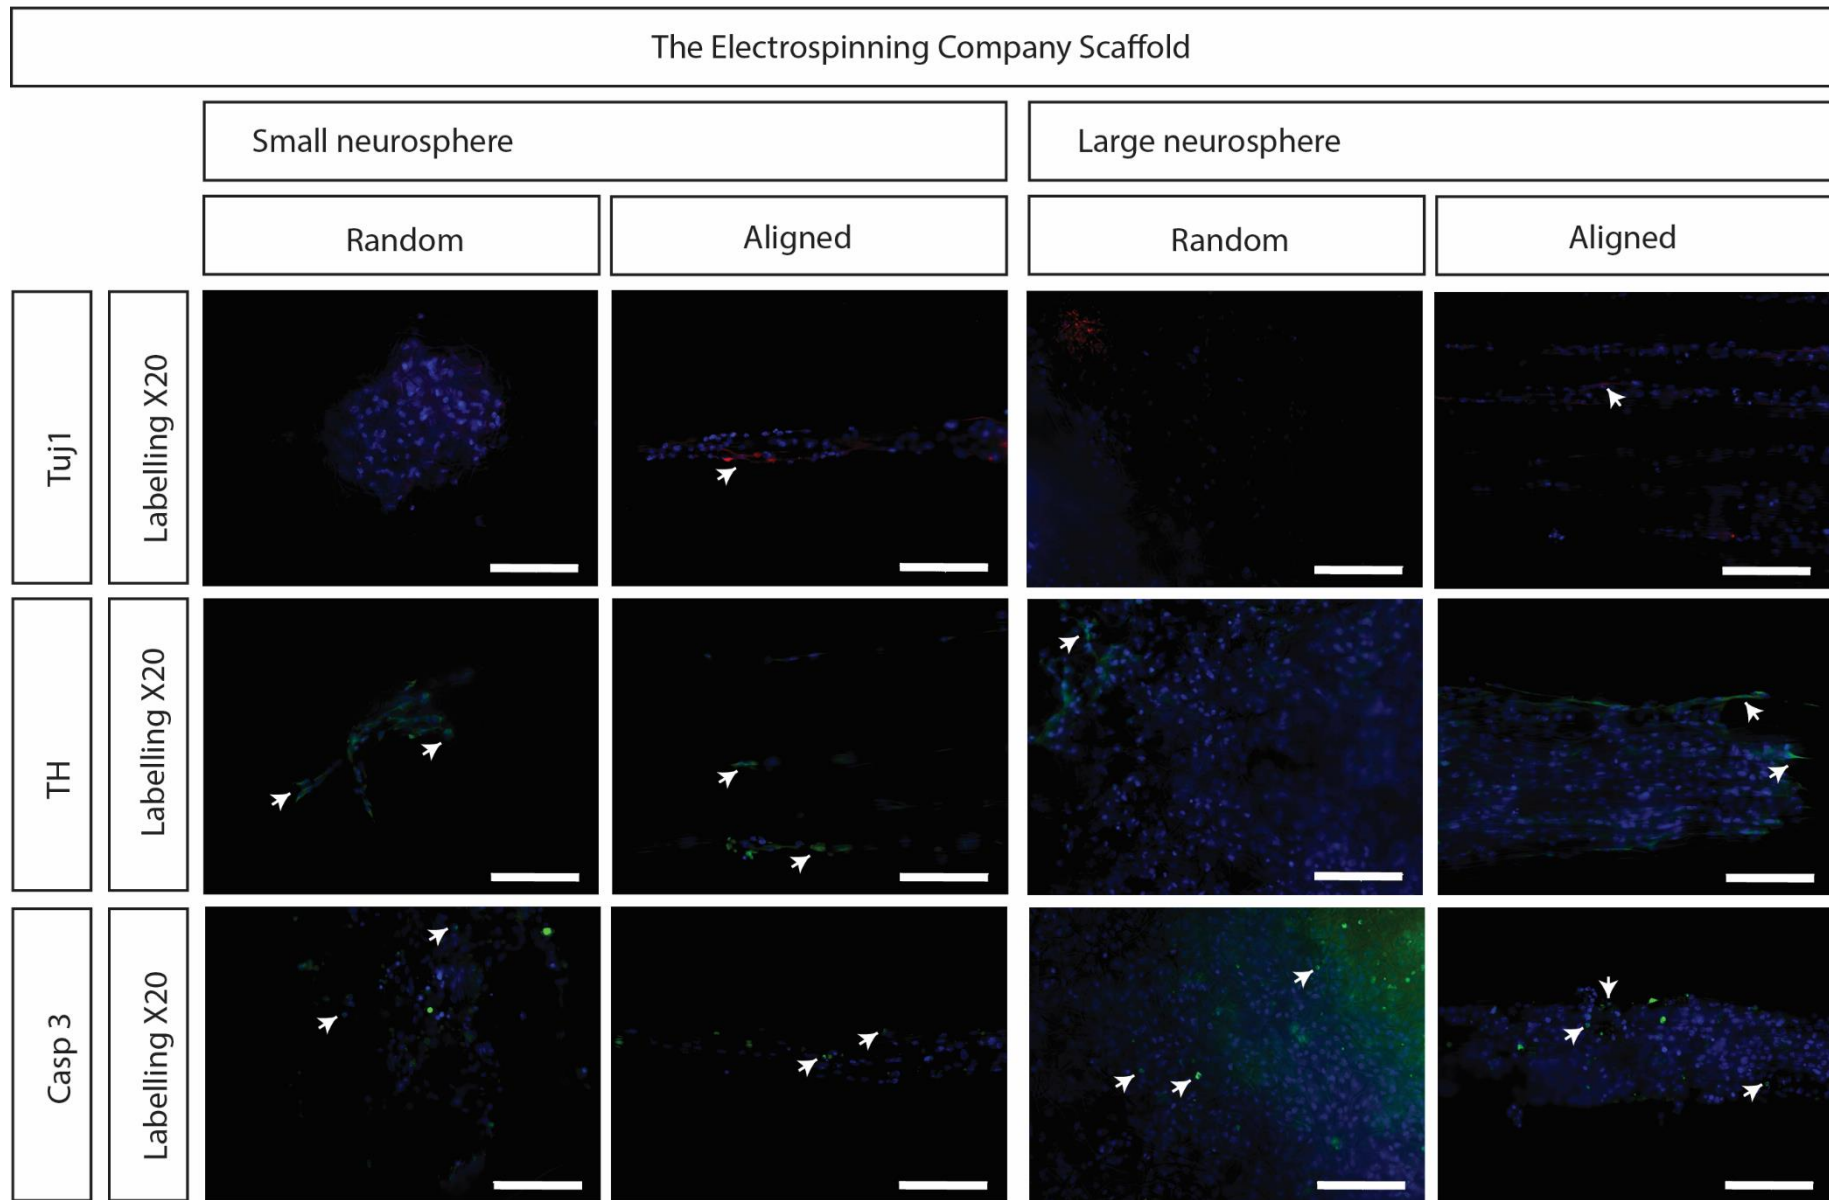 The Electrospinning Company Scaffold
Small neurosphere
Large neurosphere
Random
Aligned
Random
Aligned
Tuj1
Labelling X20
TH
Labelling X20
Casp 3
Labelling X20